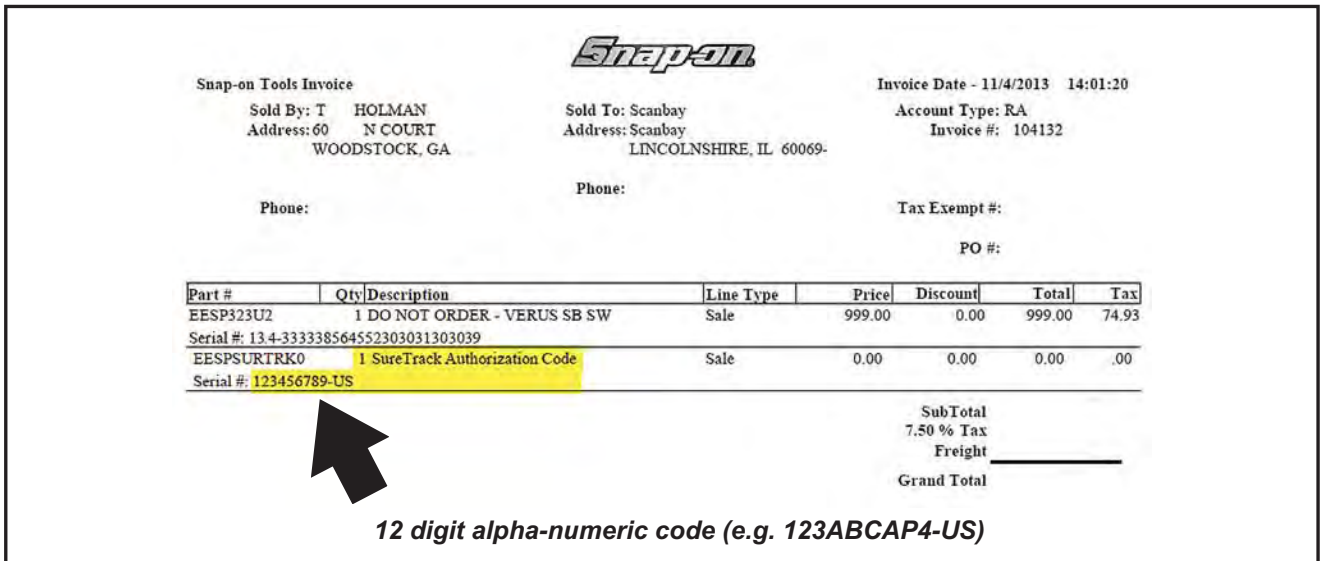 Snap-on
Snap-on Tools Invoice
Invoice Date - 11/4/2013 14:01:20
Sold By: T HOLMAN
Sold To: Scanbay
Account Type: RA
Address: 60 N COURT
Address: Scanbay
Invoice #: 104132
WOODSTOCK, GA
LINCOLNSHIRE, IL 60069-
Phone:
Phone:
Tax Exempt #:
PO #:
Part # Qty Description Line Type Price Discount Total Tax
EESP323U2 1 DO NOT ORDER - VERUS SB SW Sale 999.00 0.00 999.00 74.93
Serial #: 13.4-3333385645523030313030​39
EESPSURTRK0 1 SureTrack Authorization Code Sale 0.00 0.00 0.00 .00
Serial #: 123456789-US
SubTotal
7.50 % Tax
Freight
Grand Total
12 digit alpha-numeric code (e.g. 123ABCAP4-US)